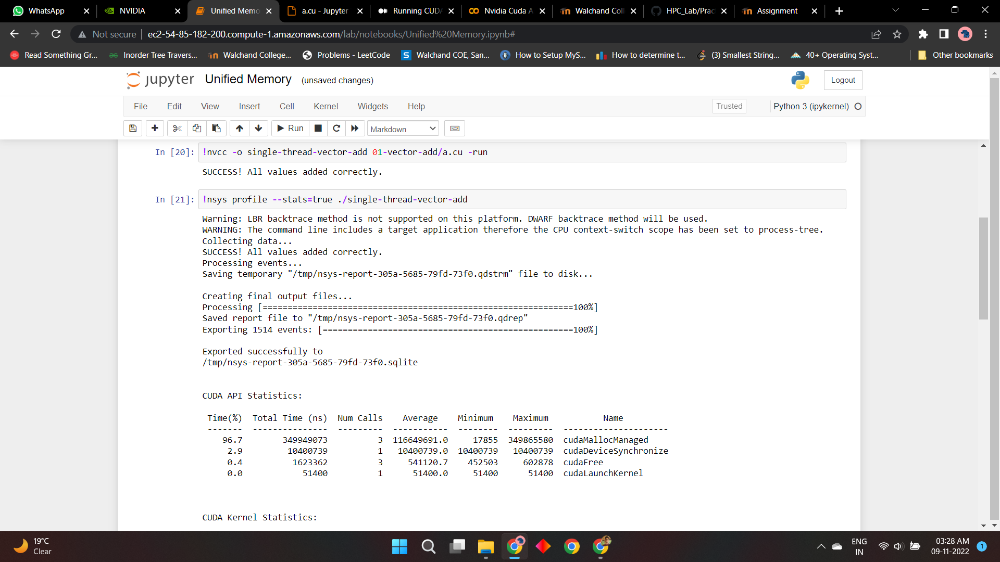 WhatsApp
NVIDIA
Unified Memo
a.cu - Jupyter
Running CUDA
Nvidia Cuda A
Walchand Coll
HPC_Lab/Prac
Assignment
Not secure | ec2-54-85-182-200.compute-1.amazonaws.com/lab/notebooks/Unified%20Memory.ipynb#
Read Something Gr...
Inorder Tree Travers...
Walchand College...
Problems - LeetCode
Walchand COE, San...
How to Setup MyS...
How to determine t...
(3) Smallest String...
40+ Operating Syst...
Other bookmarks
jupyter Unified Memory (unsaved changes)
Logout
File Edit View Insert Cell Kernel Widgets Help
Trusted
Python 3 (ipykernel)
Run
Markdown
In [20]: !nvcc -o single-thread-vector-add 01-vector-add/a.cu -run
SUCCESS! All values added correctly.
In [21]: !nsys profile --stats=true ./single-thread-vector-add
Warning: LBR backtrace method is not supported on this platform. DWARF backtrace method will be used.
WARNING: The command line includes a target application therefore the CPU context-switch scope has been set to process-tree.
Collecting data...
SUCCESS! All values added correctly.
Processing events...
Saving temporary "/tmp/nsys-report-305a-5685-79fd-73f0.qdstrm" file to disk...
Creating final output files...
Processing [==============================================================100%]
Saved report file to "/tmp/nsys-report-305a-5685-79fd-73f0.qdrep"
Exporting 1514 events: [==================================================100%]
Exported successfully to
/tmp/nsys-report-305a-5685-79fd-73f0.sqlite
CUDA API Statistics:
Time(%) Total Time (ns) Num Calls Average Minimum Maximum Name
------- --------------- --------- ----------- -------- --------- ---------------------
96.7 349949073 3 116649691.0 17855 349865580 cudaMallocManaged
2.9 10400739 1 10400739.0 10400739 10400739 cudaDeviceSynchronize
0.4 1623362 3 541120.7 452503 602878 cudaFree
0.0 51400 1 51400.0 51400 51400 cudaLaunchKernel
CUDA Kernel Statistics:
19°C
Clear
ENG
IN
03:28 AM
09-11-2022
1